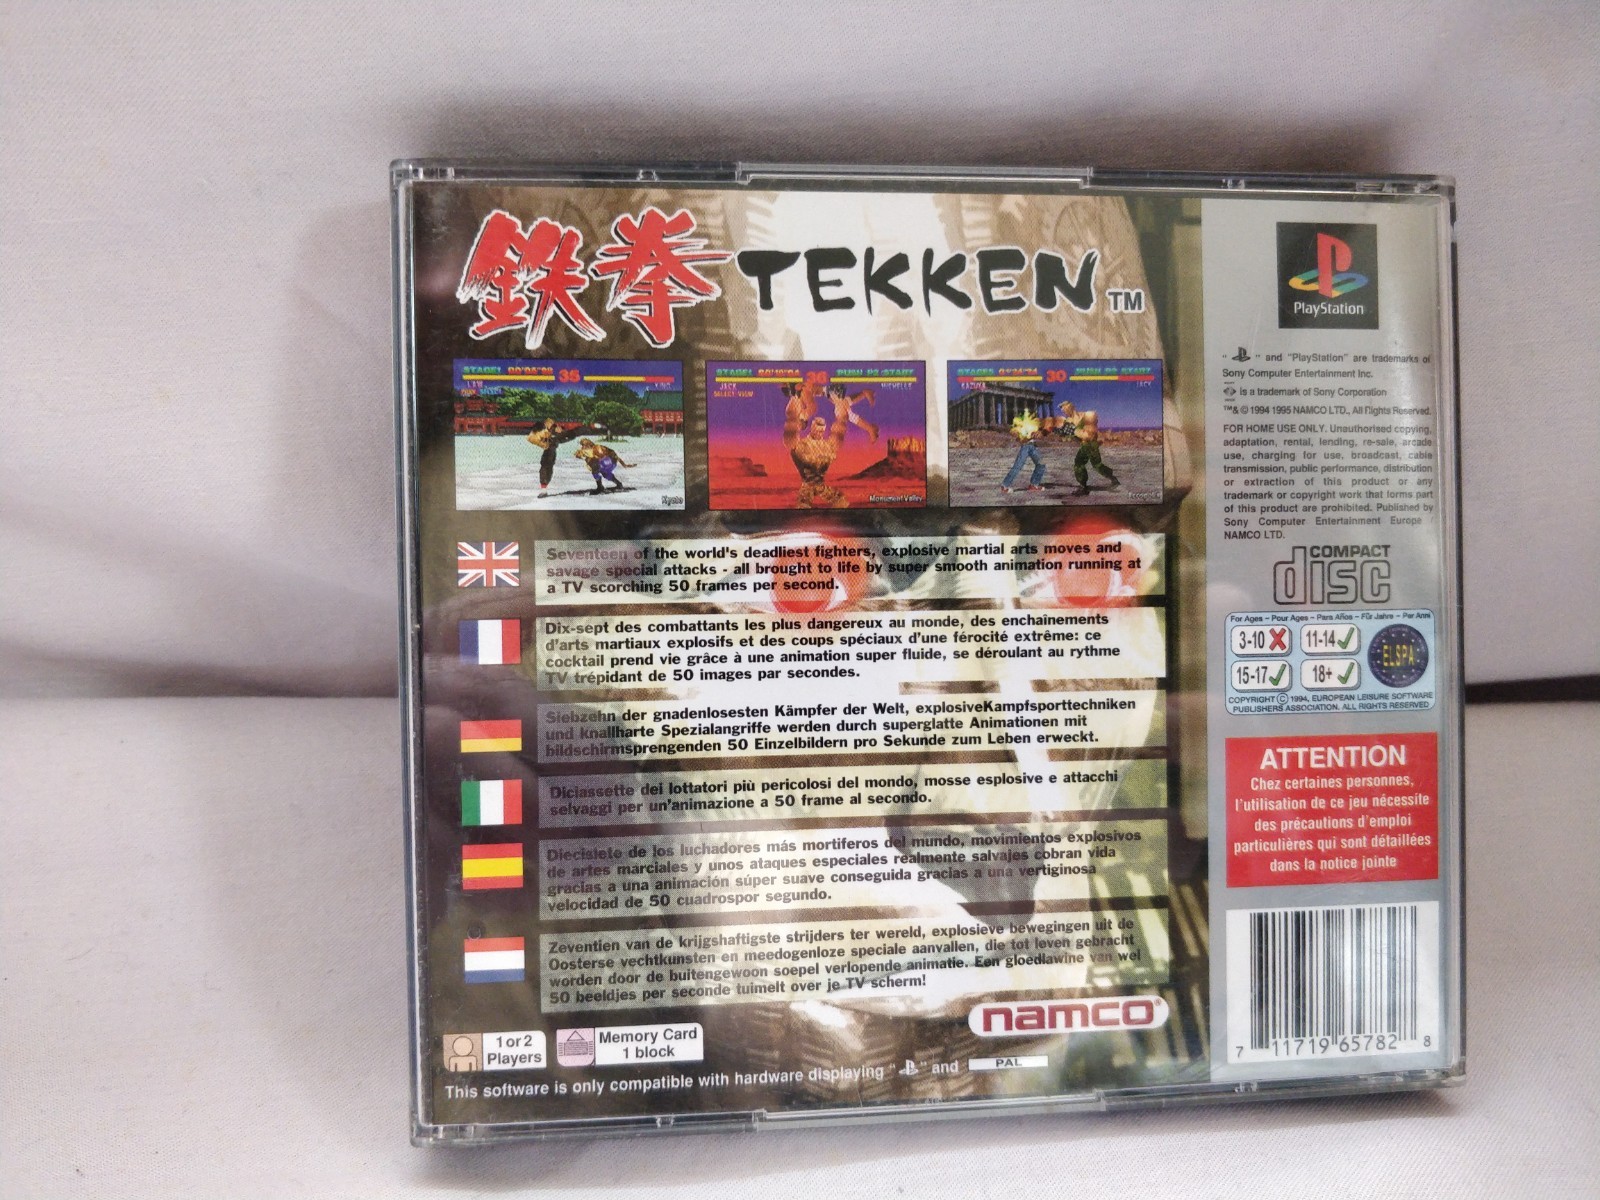 鉄拳 TEKKEN TM
STAGE1 35
LAW
Kyoto
STAGE1 36 PUSH P2 START
JACK MICHELLE
SELECT VIEW
Monument Valley
30 PUSH P2 START
KAZUYA JACK
Seventeen of the world's deadliest fighters, explosive martial arts moves and
savage special attacks - all brought to life by super smooth animation running at
a TV scorching 50 frames per second.
Dix-sept des combattants les plus dangereux au monde, des enchaînements
d'arts martiaux explosifs et des coups spéciaux d'une férocité extrême: ce
cocktail prend vie grâce à une animation super fluide, se déroulant au rythme
TV trépidant de 50 images par secondes.
Siebzehn der gnadenlosesten Kämpfer der Welt, explosiveKampfsporttechniken
und knallharte Spezialangriffe werden durch superglatte Animationen mit
bildschirmsprengenden 50 Einzelbildern pro Sekunde zum Leben erweckt.
Diciassette dei lottatori più pericolosi del mondo, mosse esplosive e attacchi
selvaggi per un'animazione a 50 frame al secondo.
Diecisiete de los luchadores más mortiferos del mundo, movimientos explosivos
de artes marciales y unos ataques especiales realmente salvajes cobran vida
gracias a una animación súper suave conseguida gracias a una vertiginosa
velocidad de 50 cuadrospor segundo.
Zeventien van de krijgshaftigste strijders ter wereld, explosieve bewegingen uit de
Oosterse vechtkunsten en meedogenloze speciale aanvallen, die tot leven gebracht
worden door de buitengewoon soepel verlopende animatie. Een gloedlawine van wel
50 beeldjes per seconde tuimelt over je TV scherm!
namco®
1 or 2
Players
Memory Card
1 block
This software is only compatible with hardware displaying " " and PAL
PlayStation
" " and "PlayStation" are trademarks of
Sony Computer Entertainment Inc.
is a trademark of Sony Corporation
™& © 1994 1995 NAMCO LTD., All Rights Reserved.
FOR HOME USE ONLY. Unauthorised copying,
adaptation, rental, lending, re-sale, arcade
use, charging for use, broadcast, cable
transmission, public performance, distribution
or extraction of this product or any
trademark or copyright work that forms part
of this product are prohibited. Published by
Sony Computer Entertainment Europe /
NAMCO LTD.
COMPACT
disc
For Ages - Pour Ages - Para Años - Für Jahre - Per Anni
3-10 11-14
15-17 18+
ELSPA
COPYRIGHT © 1994, EUROPEAN LEISURE SOFTWARE
PUBLISHERS ASSOCIATION. ALL RIGHTS RESERVED
ATTENTION
Chez certaines personnes,
l'utilisation de ce jeu nécessite
des précautions d'emploi
particulières qui sont détaillées
dans la notice jointe
7 11719 65782 8